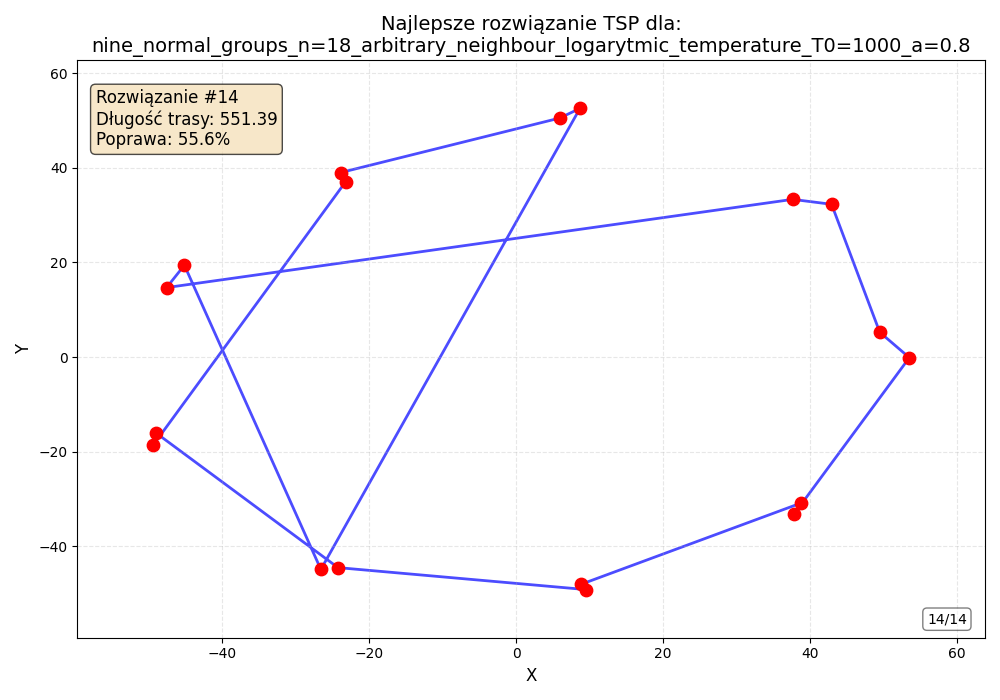 Najlepsze rozwiązanie TSP dla:
nine_normal_groups_n=18_arbitrary_neighbour_logarytmic_temperature_T0=1000_a=0.8
Rozwiązanie #14
Długość trasy: 551.39
Poprawa: 55.6%
60
40
20
0
−20
−40
Y
14/14
−40
−20
0
20
40
60
X